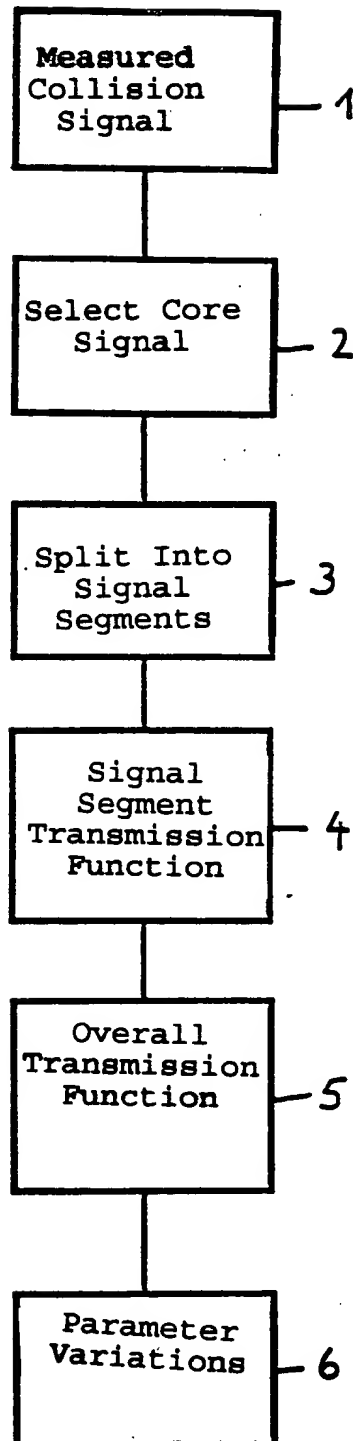 Measured
Collision
Signal
1
Select Core
Signal
2
Split Into
Signal
Segments
3
Signal
Segment
Transmission
Function
4
Overall
Transmission
Function
5
Parameter
Variations
6